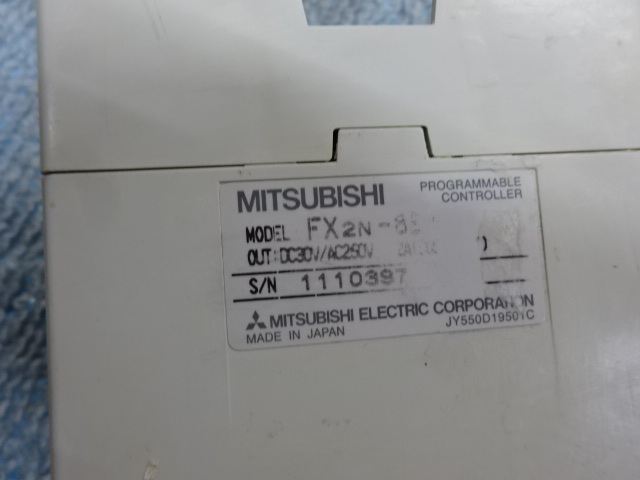 MITSUBISHI
PROGRAMMABLE
CONTROLLER
MODEL FX2N-8
OUT:DC30V/AC250V
S/N 1110397
MITSUBISHI ELECTRIC CORPORATION
MADE IN JAPAN
JY550D19501C